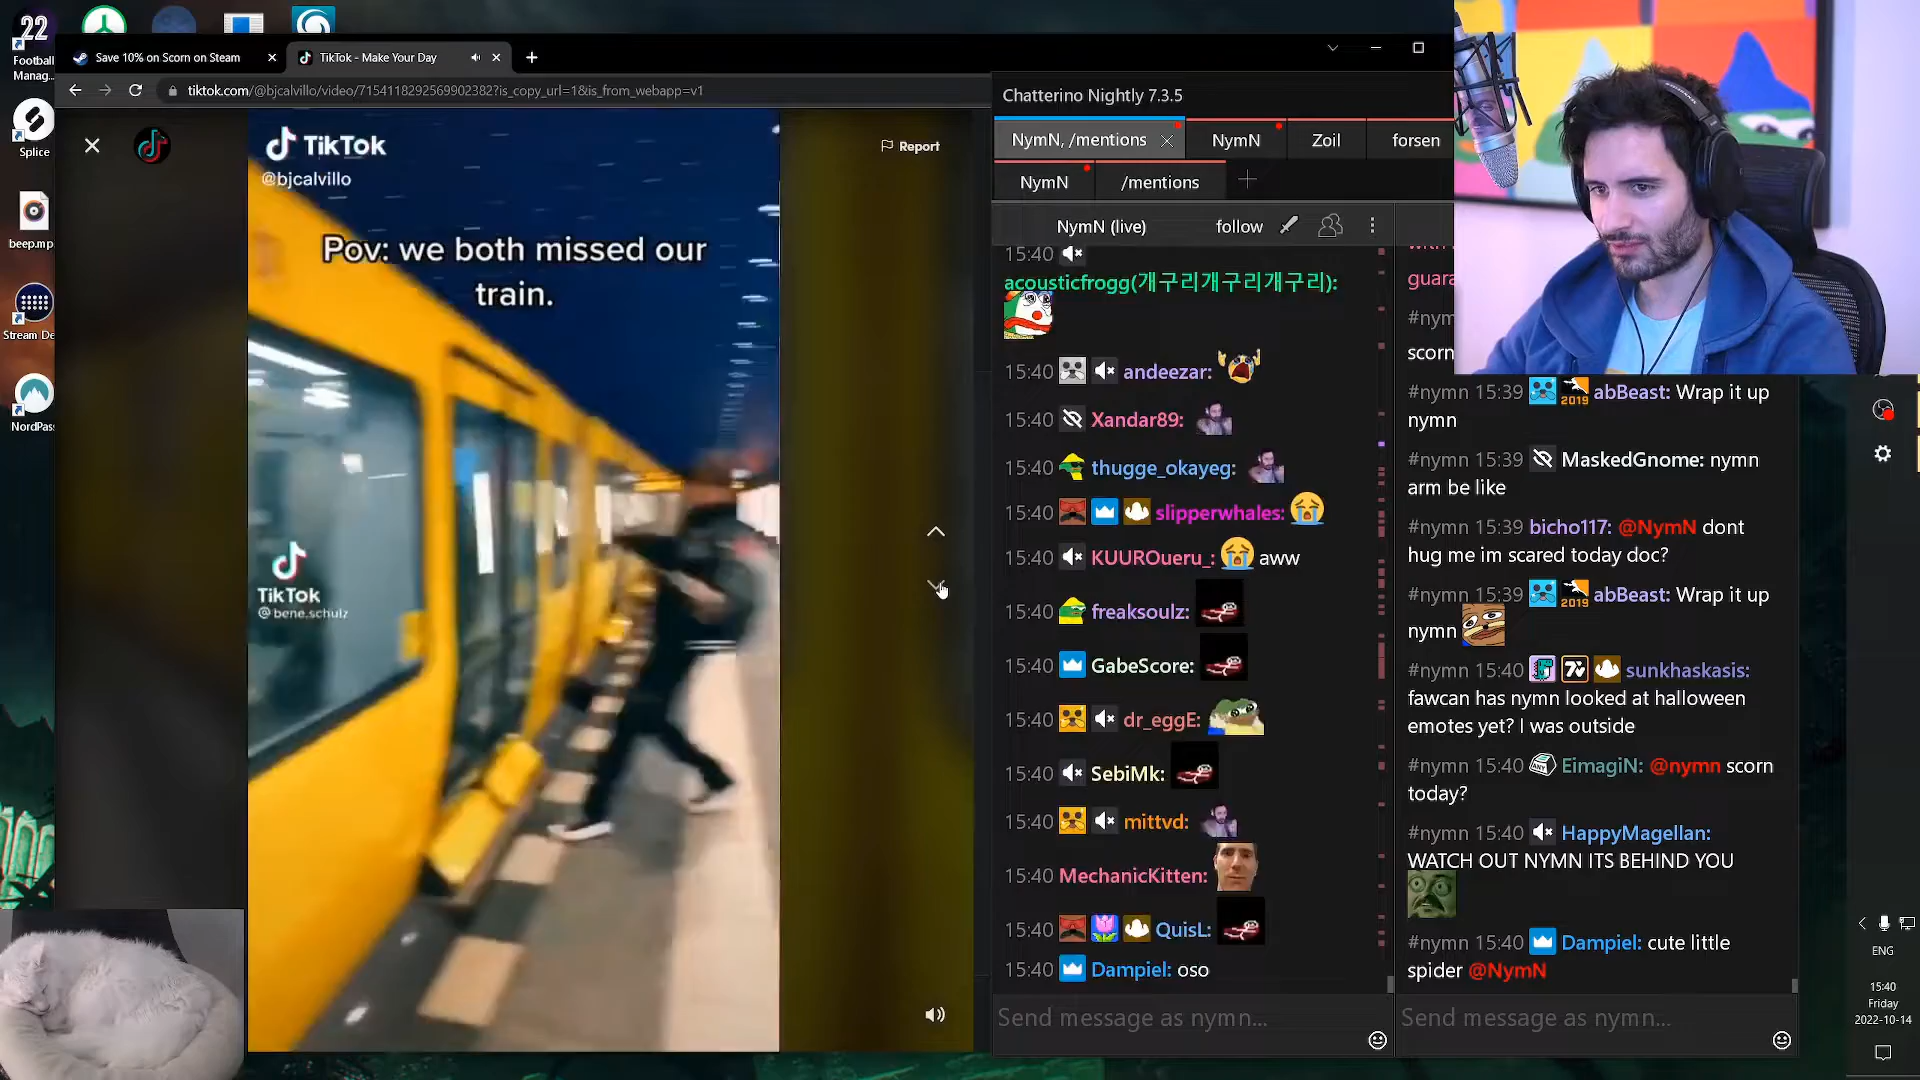 22
Football
Manag...
Splice
beep.mp
Stream De
NordPass
Save 10% on Scorn on Steam
TikTok - Make Your Day
tiktok.com/@bjcalvillo/video/7154118292569902382?is_copy_url=1&is_from_webapp=v1
TikTok
@bjcalvillo
Report
Pov: we both missed our
train.
TikTok
@bene.schulz
Chatterino Nightly 7.3.5
NymN, /mentions
NymN
Zoil
forsen
NymN
/mentions
NymN (live)
follow
15:40
acousticfrogg(개구리개구리개구리):
15:40 andeezar:
15:40 Xandar89:
15:40 thugge_okayeg:
15:40 slipperwhales:
15:40 KUUROueru_: aww
15:40 freaksoulz:
15:40 GabeScore:
15:40 dr_eggE:
15:40 SebiMk:
15:40 mittvd:
15:40 MechanicKitten:
15:40 QuisL:
15:40 Dampiel: oso
Send message as nymn...
guara
#nym
scorn
#nymn 15:39 2019 abBeast: Wrap it up
nymn
#nymn 15:39 MaskedGnome: nymn
arm be like
#nymn 15:39 bicho117: @NymN dont
hug me im scared today doc?
#nymn 15:39 2019 abBeast: Wrap it up
nymn
#nymn 15:40 sunkhaskasis:
fawcan has nymn looked at halloween
emotes yet? I was outside
#nymn 15:40 EimagiN: @nymn scorn
today?
#nymn 15:40 HappyMagellan:
WATCH OUT NYMN ITS BEHIND YOU
#nymn 15:40 Dampiel: cute little
spider @NymN
Send message as nymn...
ENG
15:40
Friday
2022-10-14